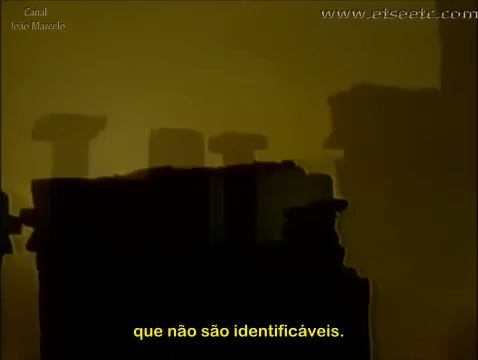 Canal
João Marcelo
www.etseetc.com
que não são identificáveis.